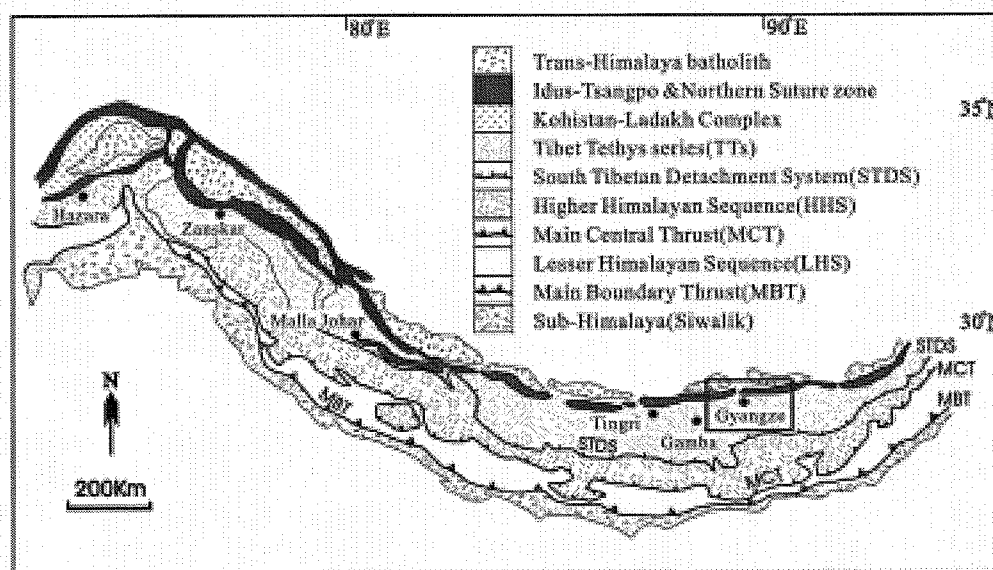 80°E
90°E
Trans-Himalaya batholith
Idus-Tsangpo &Northern Suture zone
Kohistan-Ladakh Complex
Tibet Tethys series(TTs)
South Tibetan Detachment System(STDS)
Higher Himalayan Sequence(HHS)
Main Central Thrust(MCT)
Lesser Himalayan Sequence(LHS)
Main Boundary Thrust(MBT)
Sub-Himalaya(Siwalik)
35°N
30°N
Hazara
Zanskar
Malla Johar
STDS
MCT
MBT
N
MBT
Tingri
Gyangze
Gamba
STDS
MCT
200Km